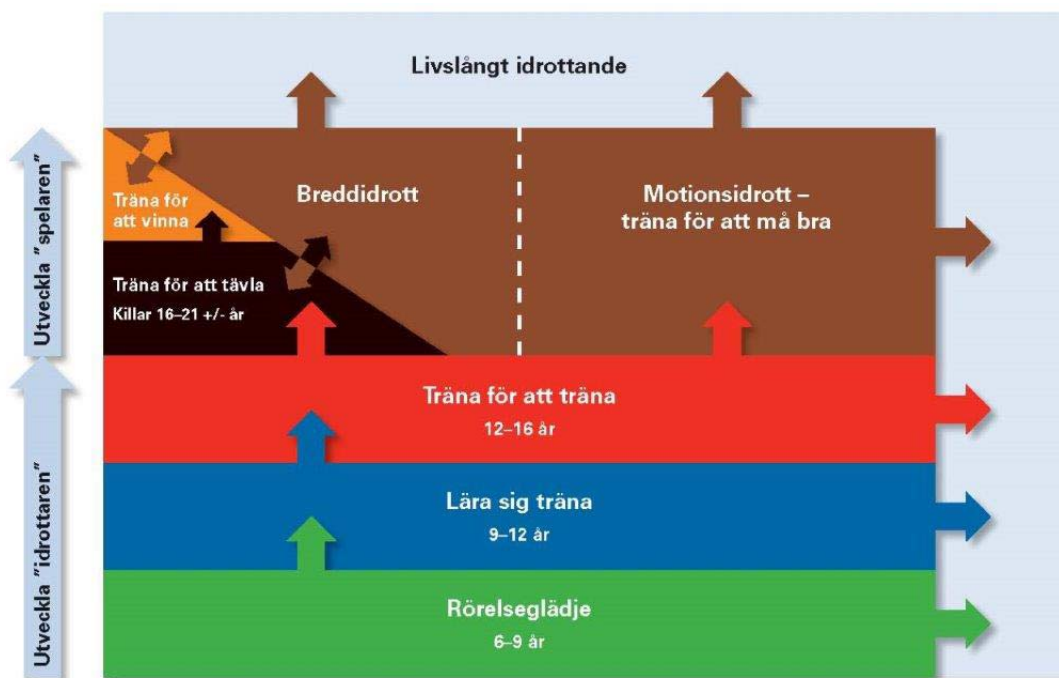 Livslångt idrottande
Utveckla "spelaren"
Träna för
att vinna
Breddidrott
Motionsidrott –
träna för att må bra
Träna för att tävla
Killar 16–21 +/- år
Utveckla "idrottaren"
Träna för att träna
12–16 år
Lära sig träna
9–12 år
Rörelseglädje
6–9 år